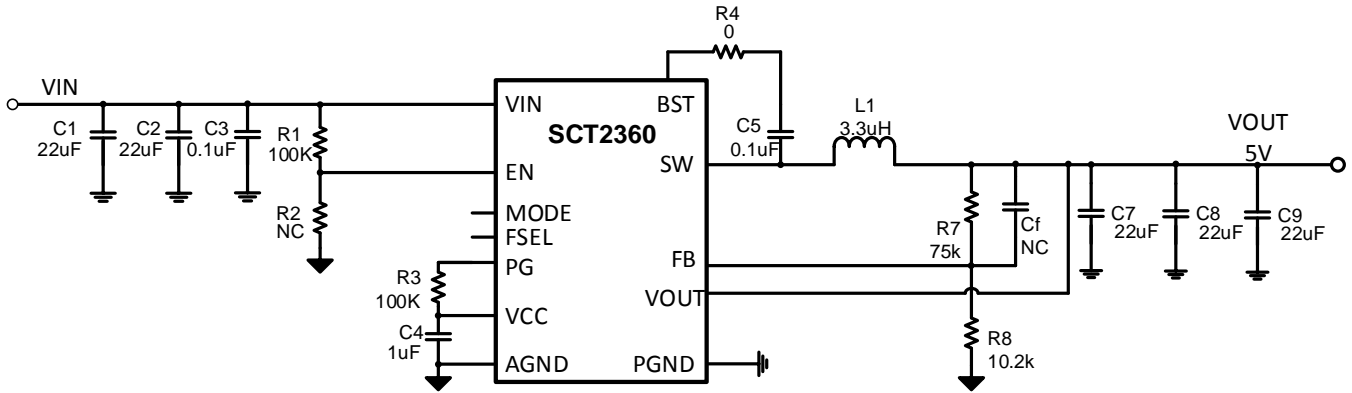 R4
0
VIN
C1
22uF
C2
22uF
C3
0.1uF
R1
100K
R2
NC
R3
100K
C4
1uF
VIN
BST
SCT2360
EN
SW
MODE
FSEL
PG
FB
VOUT
VCC
AGND
PGND
C5
0.1uF
L1
3.3uH
R7
75k
Cf
NC
R8
10.2k
C7
22uF
C8
22uF
C9
22uF
VOUT
5V